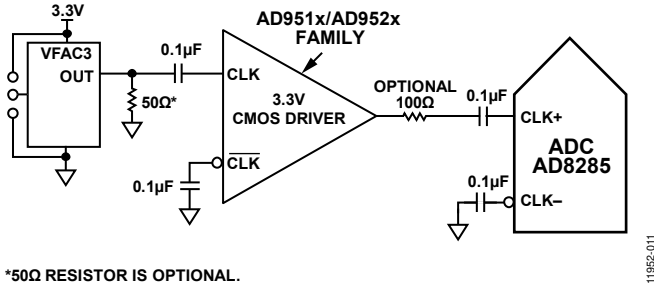 3.3V
AD951x/AD952x
FAMILY
VFAC3
OUT
0.1µF
50Ω*
CLK
3.3V
CMOS DRIVER
CLK
0.1µF
OPTIONAL
100Ω
0.1µF
CLK+
ADC
AD8285
0.1µF
CLK–
*50Ω RESISTOR IS OPTIONAL.
11952-011